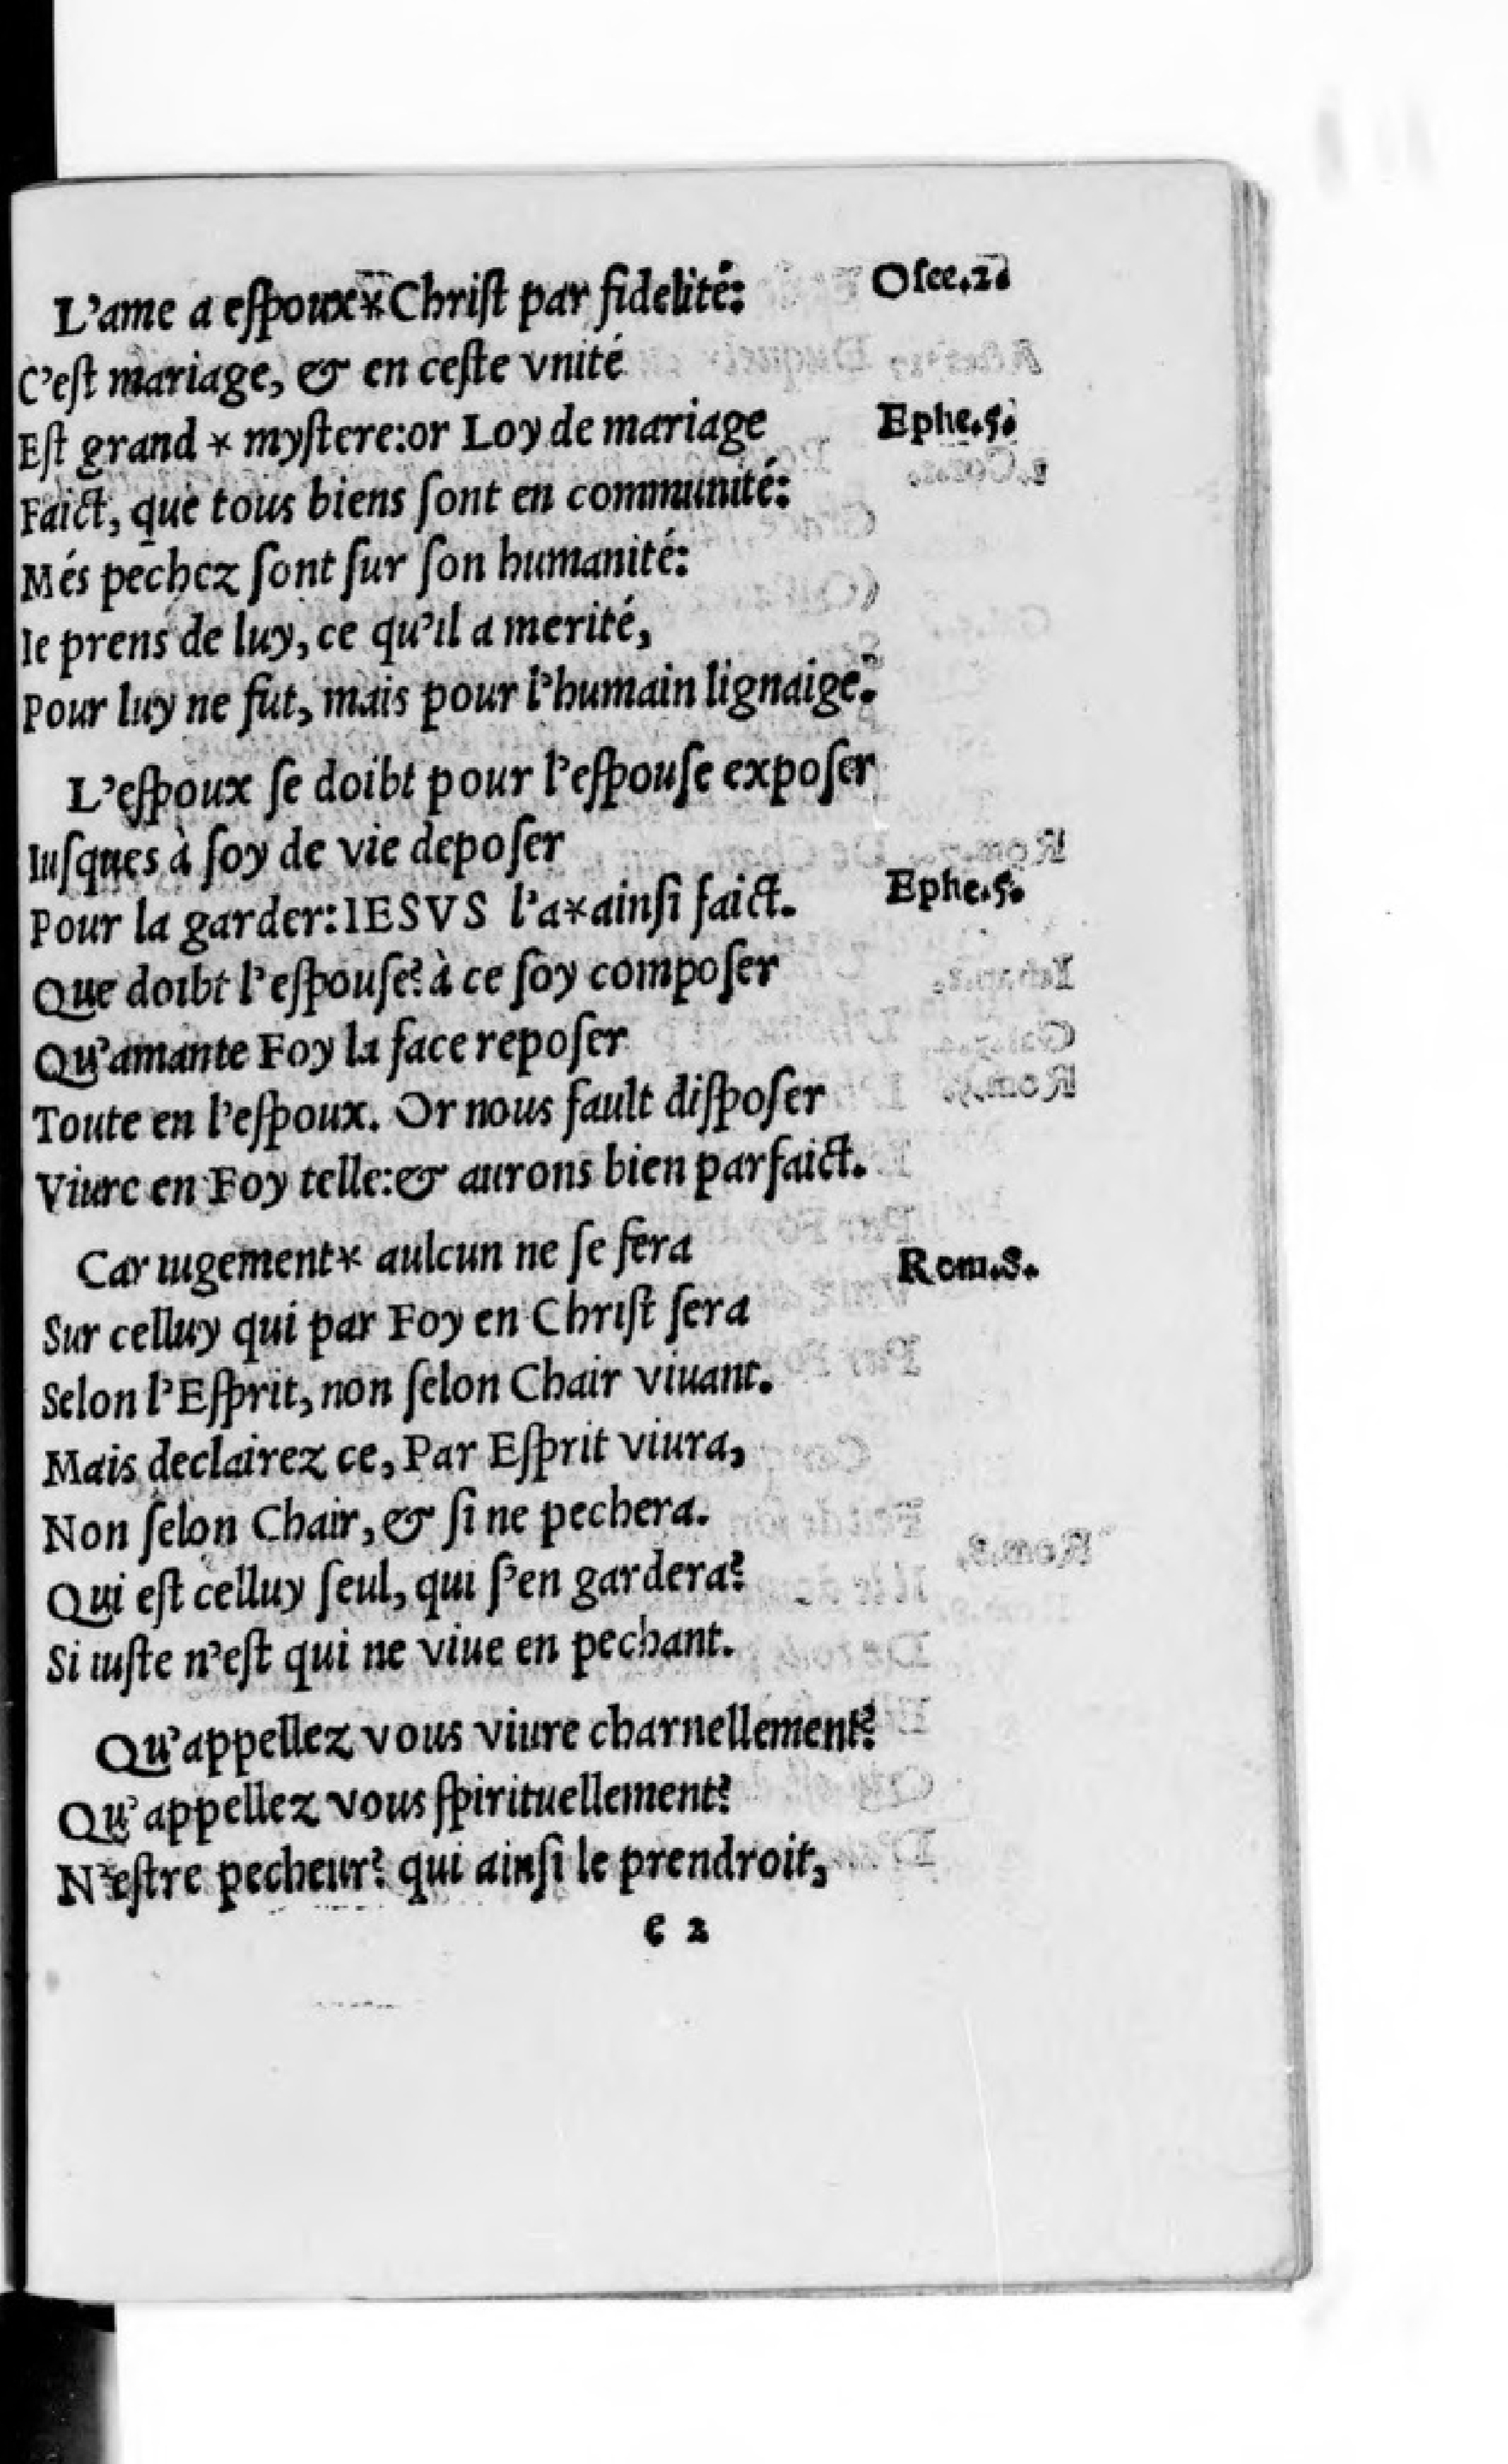 L'ame a eſpoux*Chriſt par fidelité: Oſee.2.
C'eſt mariage, & en ceſte vnité
Eſt grand * myſtere:or Loy de mariage Ephe.5.
Faict, que tous biens ſont en communité:
Més pechez ſont ſur ſon humanité:
Ie prens de luy, ce qu'il a merité,
Pour luy ne fut, mais pour l'humain lignaige.
L'eſpoux ſe doibt pour l'eſpouſe expoſer
Iuſques à ſoy de vie depoſer
Pour la garder:IESVS l'a*ainſi faict. Ephe.5.
Que doibt l'eſpouſe? à ce ſoy compoſer
Qu'amante Foy la face repoſer
Toute en l'eſpoux. Or nous fault diſpoſer
Viure en Foy telle:& aurons bien parfaict.
Car iugement* aulcun ne ſe fera Rom.8.
Sur celluy qui par Foy en Chriſt ſera
Selon l'Eſprit, non ſelon Chair viuant.
Mais declairez ce, Par Eſprit viura,
Non ſelon Chair, & ſi ne pechera.
Qui eſt celluy ſeul, qui ſ'en gardera?
Si iuſte n'eſt qui ne viue en pechant.
Qu'appellez vous viure charnellement?
Qu'appellez vous ſpirituellement?
N'eſtre pecheur? qui ainſi le prendroit,
e 2